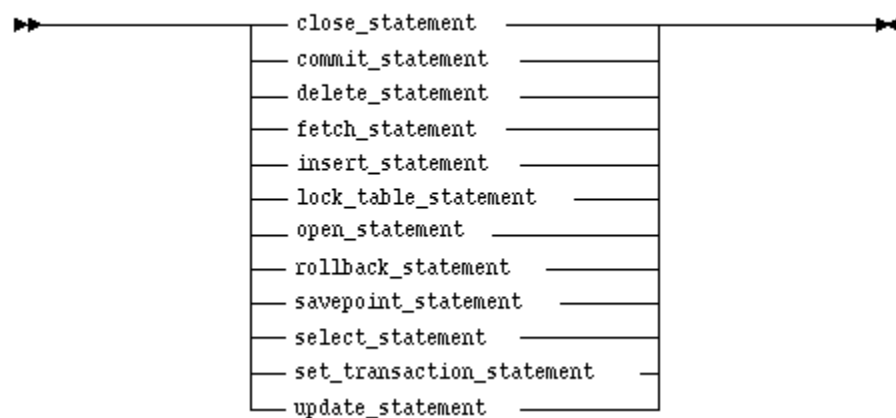 close_statement
commit_statement
delete_statement
fetch_statement
insert_statement
lock_table_statement
open_statement
rollback_statement
savepoint_statement
select_statement
set_transaction_statement
update_statement